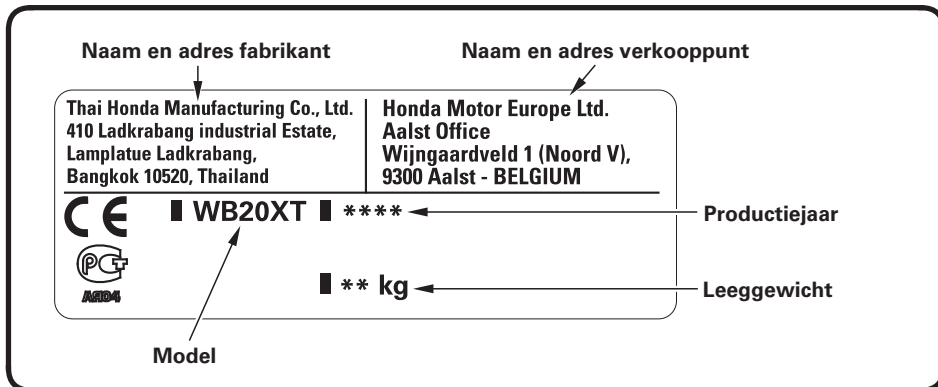 Naam en adres fabrikant
Naam en adres verkooppunt
Thai Honda Manufacturing Co., Ltd.
410 Ladkrabang industrial Estate,
Lamplatue Ladkrabang,
Bangkok 10520, Thailand
Honda Motor Europe Ltd.
Aalst Office
Wijngaardveld 1 (Noord V),
9300 Aalst - BELGIUM
CE
WB20XT
****
Productiejaar
** kg
Leeggewicht
Model